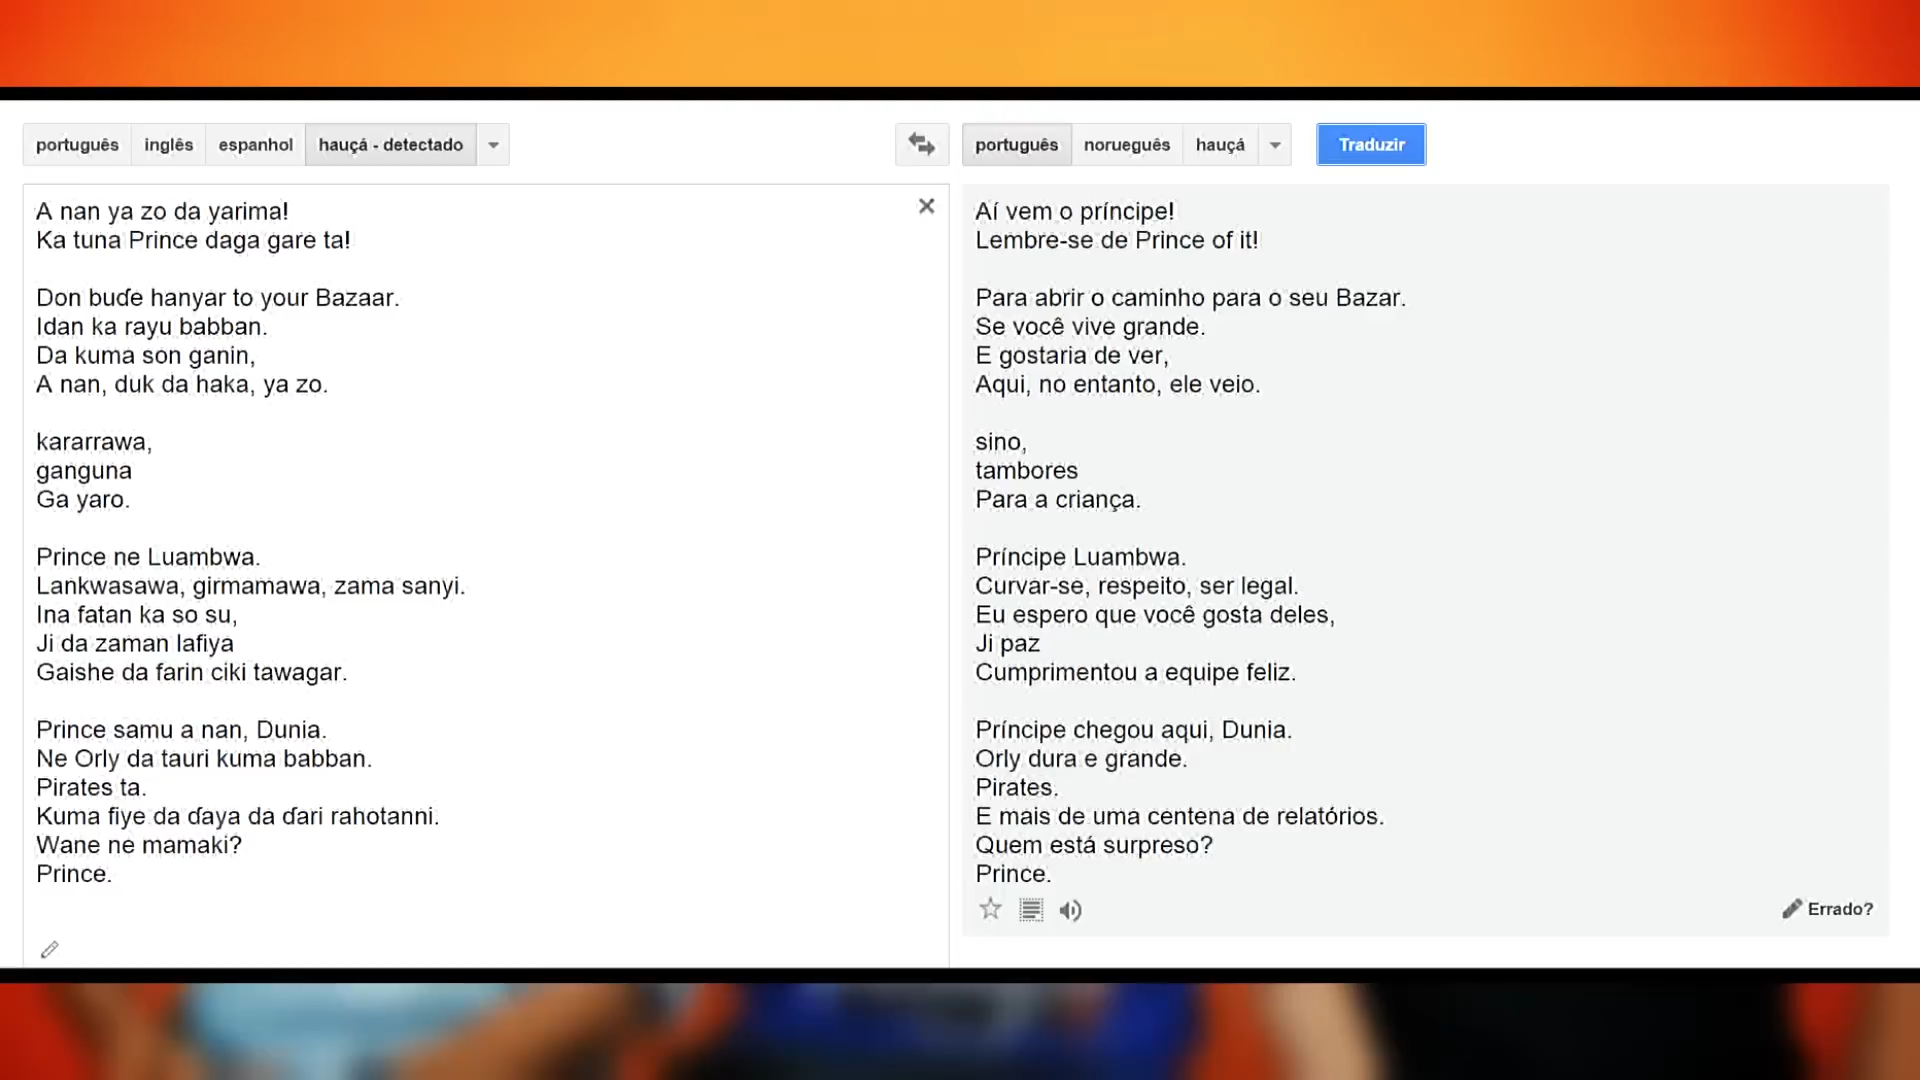 português inglês espanhol hauçá - detectado
português norueguês hauçá Traduzir
A nan ya zo da yarima!
Ka tuna Prince daga gare ta!
Don buɗe hanyar to your Bazaar.
Idan ka rayu babban.
Da kuma son ganin,
A nan, duk da haka, ya zo.
kararrawa,
ganguna
Ga yaro.
Prince ne Luambwa.
Lankwasawa, girmamawa, zama sanyi.
Ina fatan ka so su,
Ji da zaman lafiya
Gaishe da farin ciki tawagar.
Prince samu a nan, Dunia.
Ne Orly da tauri kuma babban.
Pirates ta.
Kuma fiye da ɗaya da ɗari rahotanni.
Wane ne mamaki?
Prince.
Aí vem o príncipe!
Lembre-se de Prince of it!
Para abrir o caminho para o seu Bazar.
Se você vive grande.
E gostaria de ver,
Aqui, no entanto, ele veio.
sino,
tambores
Para a criança.
Príncipe Luambwa.
Curvar-se, respeito, ser legal.
Eu espero que você gosta deles,
Ji paz
Cumprimentou a equipe feliz.
Príncipe chegou aqui, Dunia.
Orly dura e grande.
Pirates.
E mais de uma centena de relatórios.
Quem está surpreso?
Prince.
Errado?